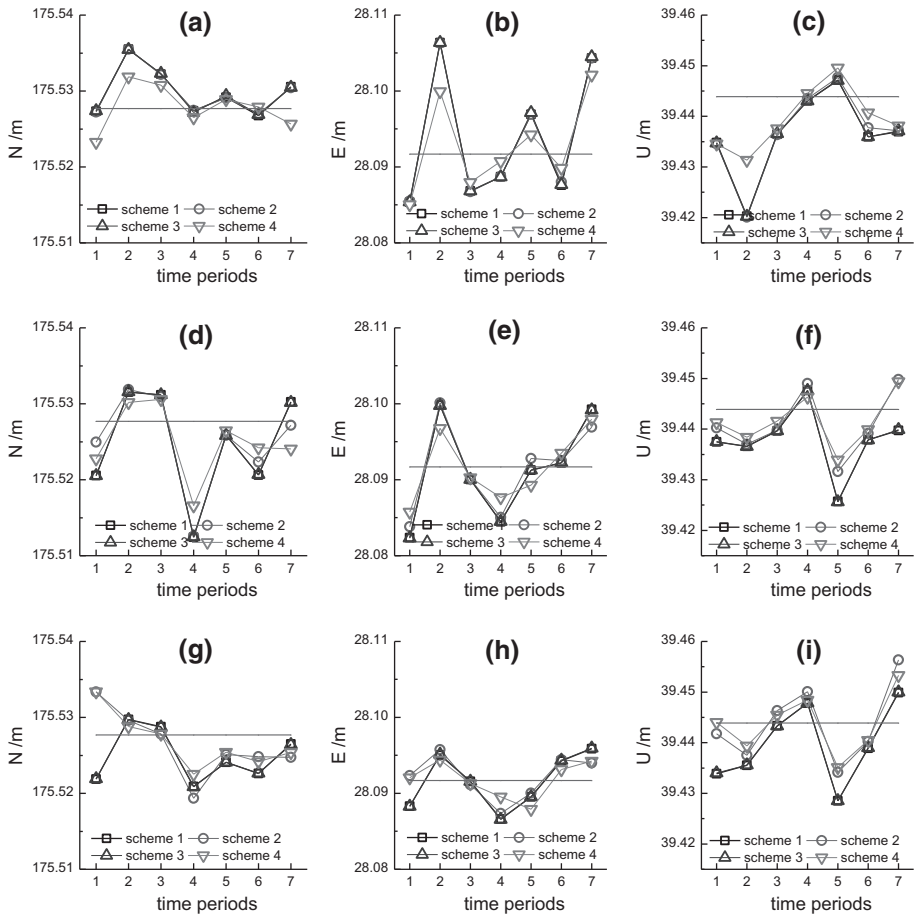 (a)
175.54
175.53
175.52
175.51
N /m
scheme 1
scheme 2
scheme 3
scheme 4
1 2 3 4 5 6 7
time periods
(b)
28.11
28.10
28.09
28.08
E /m
scheme 1
scheme 2
scheme 3
scheme 4
1 2 3 4 5 6 7
time periods
(c)
39.46
39.45
39.44
39.43
39.42
U /m
scheme 1
scheme 2
scheme 3
scheme 4
1 2 3 4 5 6 7
time periods
(d)
175.54
175.53
175.52
175.51
N /m
scheme 1
scheme 2
scheme 3
scheme 4
1 2 3 4 5 6 7
time periods
(e)
28.11
28.10
28.09
28.08
E /m
scheme 1
scheme 2
scheme 3
scheme 4
1 2 3 4 5 6 7
time periods
(f)
39.46
39.45
39.44
39.43
39.42
U /m
scheme 1
scheme 2
scheme 3
scheme 4
1 2 3 4 5 6 7
time periods
(g)
175.54
175.53
175.52
175.51
N /m
scheme 1
scheme 2
scheme 3
scheme 4
1 2 3 4 5 6 7
time periods
(h)
28.11
28.10
28.09
28.08
E /m
scheme 1
scheme 2
scheme 3
scheme 4
1 2 3 4 5 6 7
time periods
(i)
39.46
39.45
39.44
39.43
39.42
U /m
scheme 1
scheme 2
scheme 3
scheme 4
1 2 3 4 5 6 7
time periods